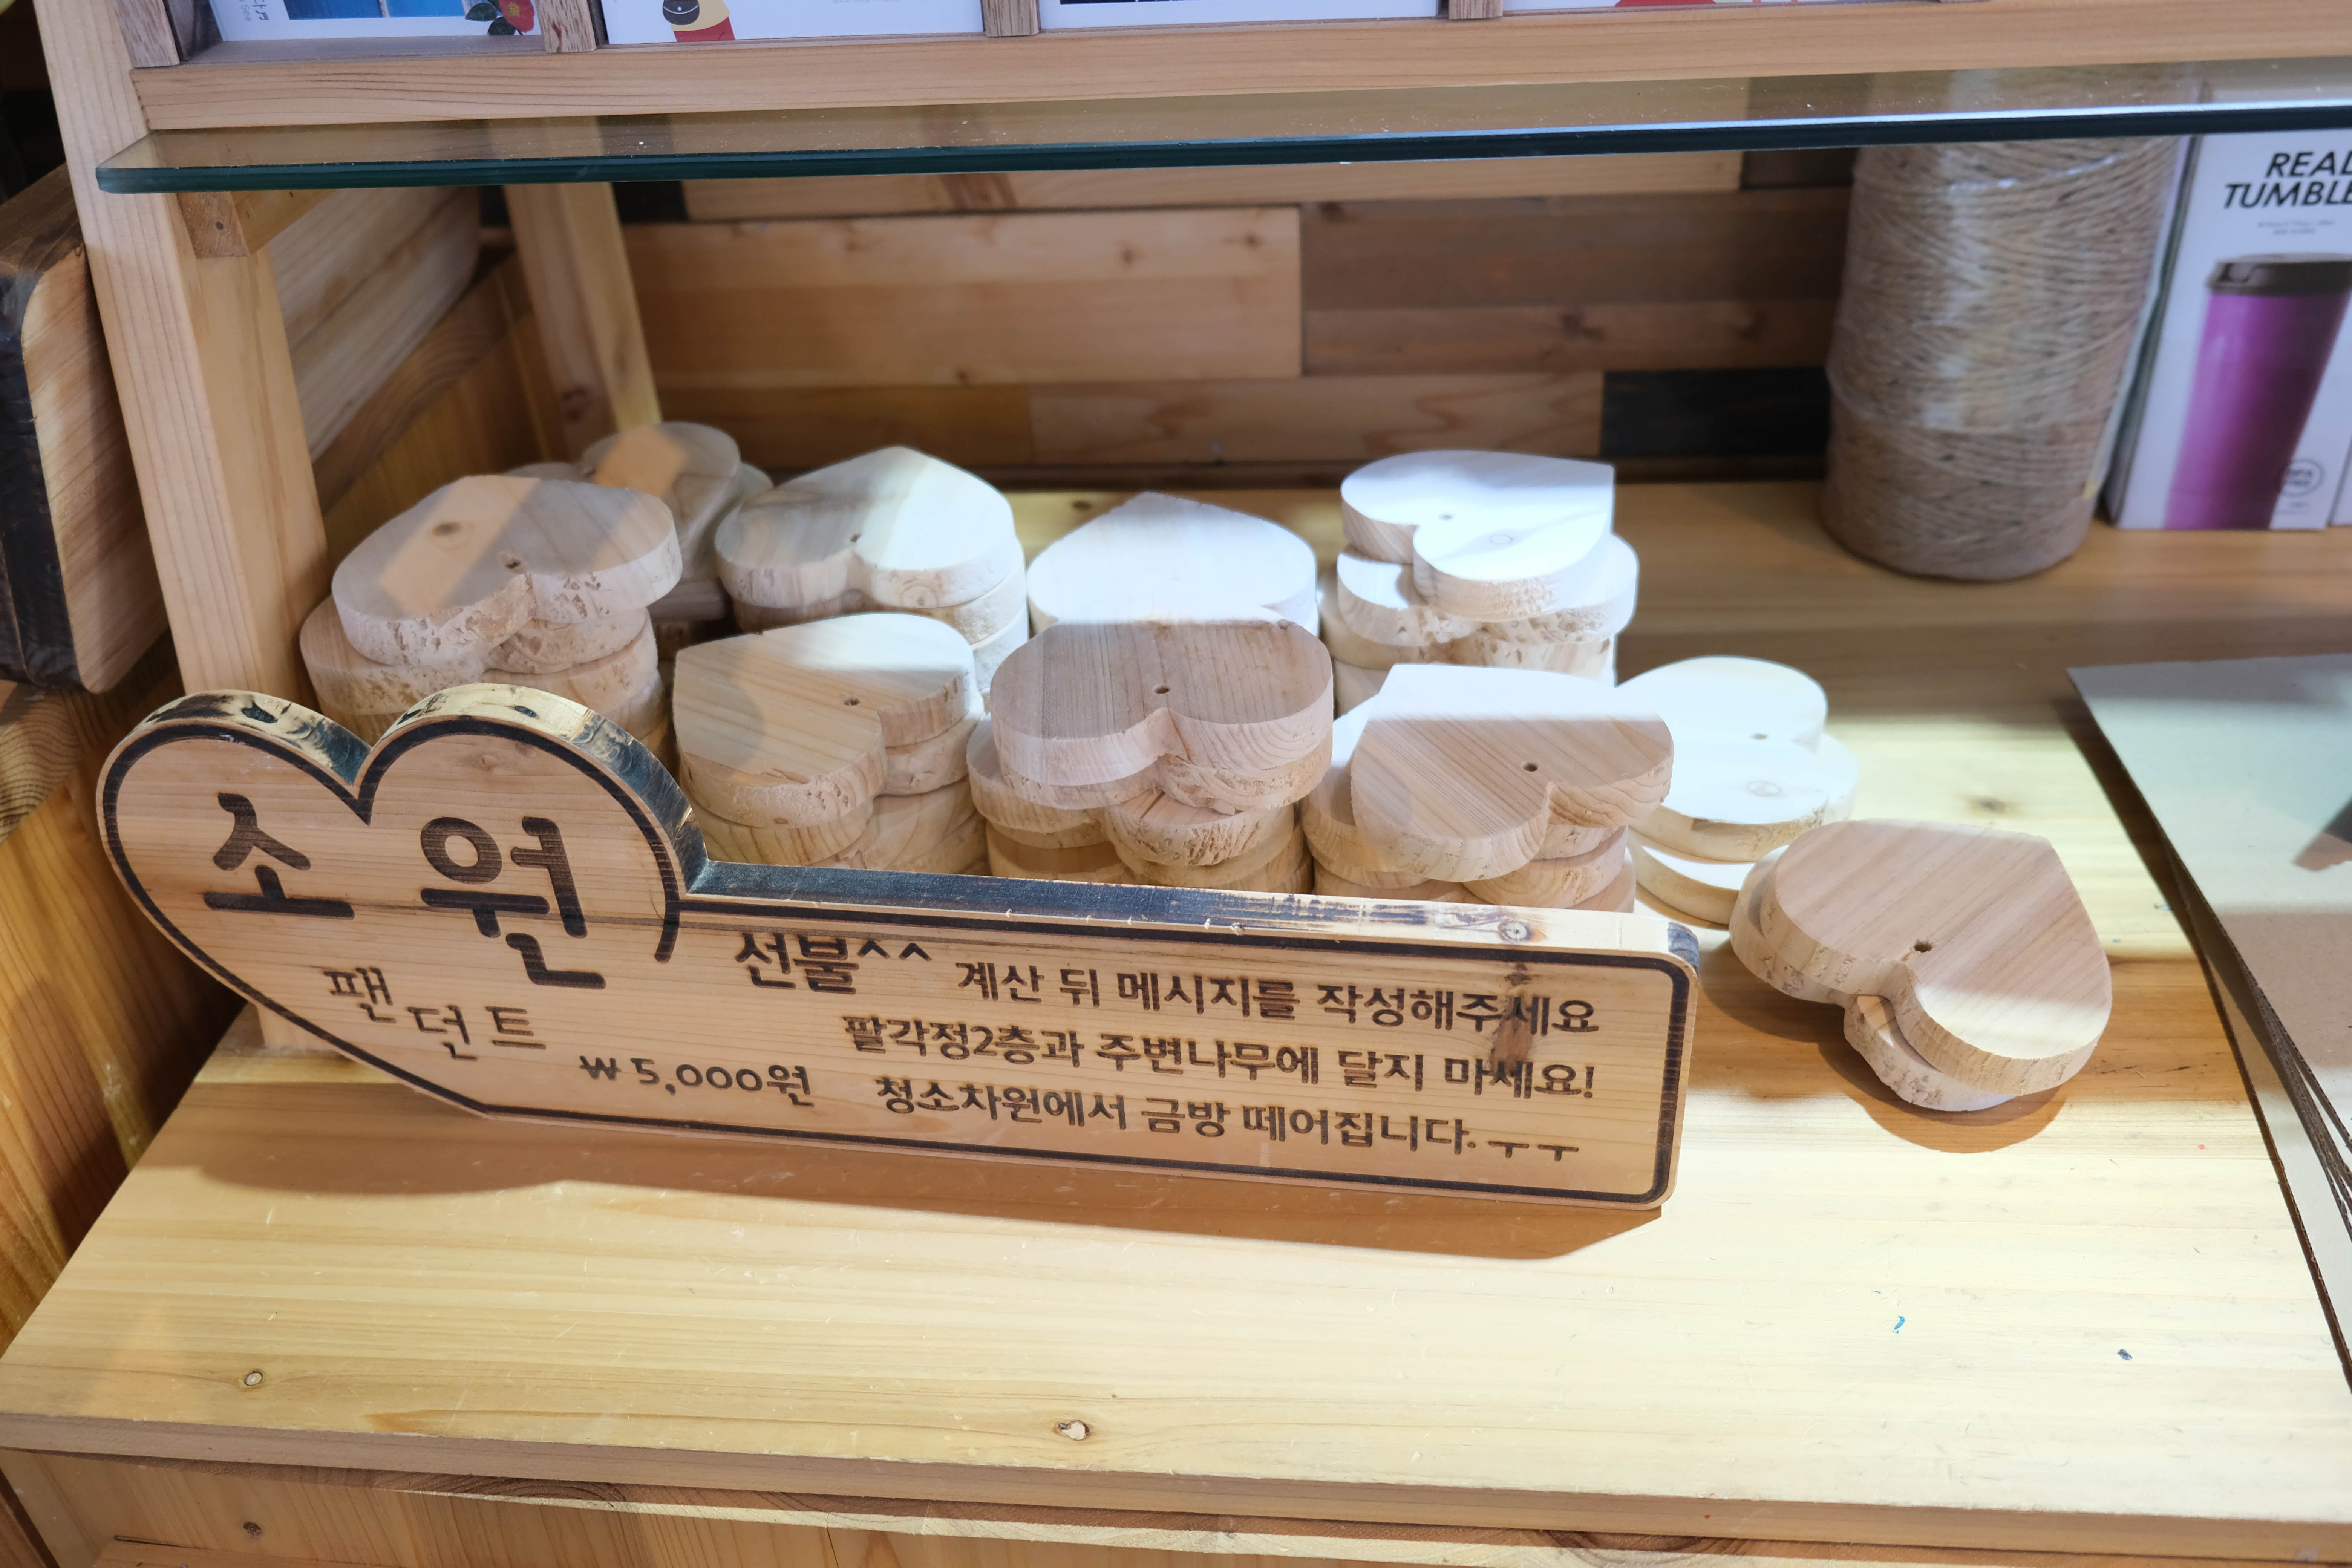 REAL
TUMBLE
소원
팬던트
₩5,000원
선불^^ 계산 뒤 메시지를 작성해주세요
팔각정2층과 주변나무에 달지 마세요!
청소차원에서 금방 떼어집니다.ㅜㅜ